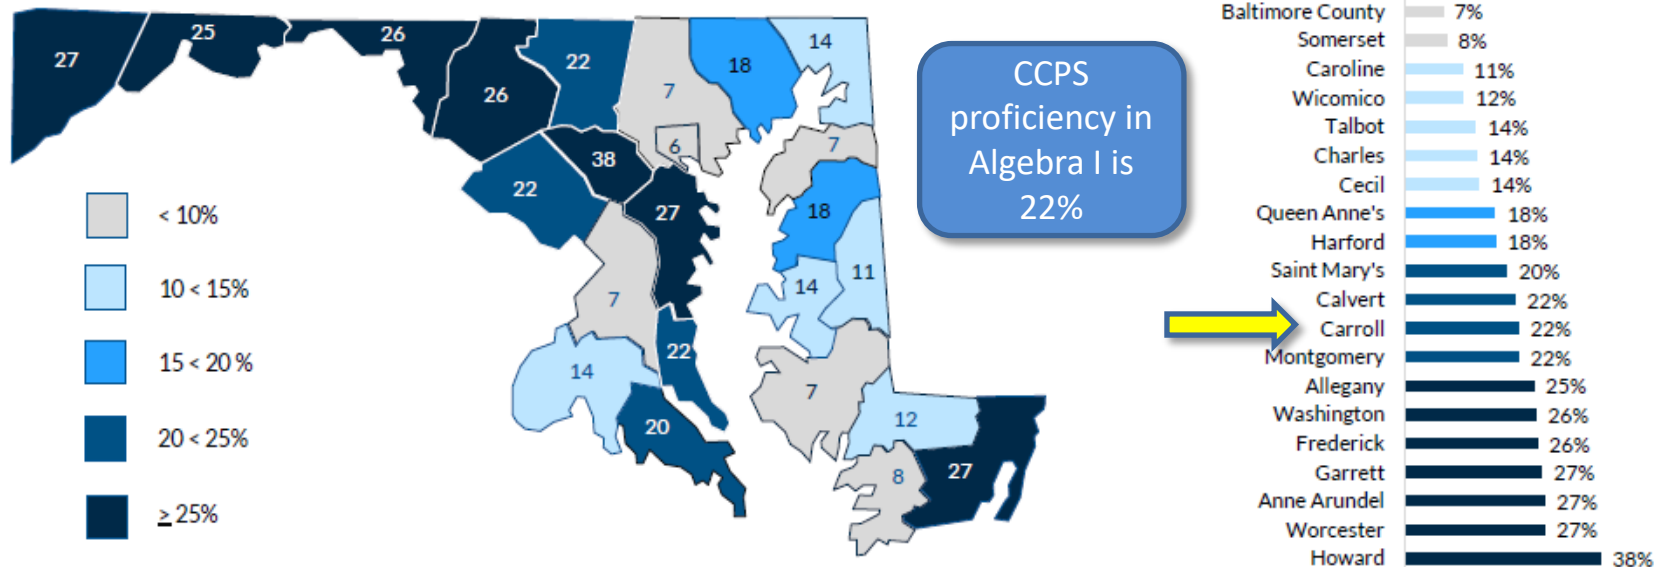 27
25
26
26
22
7
18
14
6
38
22
27
7
18
11
14
7
22
14
20
7
12
8
27
< 10%
10 < 15%
15 < 20 %
20 < 25%
≥ 25%
CCPS
proficiency in
Algebra I is
22%
Baltimore County 7%
Somerset 8%
Caroline 11%
Wicomico 12%
Talbot 14%
Charles 14%
Cecil 14%
Queen Anne's 18%
Harford 18%
Saint Mary's 20%
Calvert 22%
Carroll 22%
Montgomery 22%
Allegany 25%
Washington 26%
Frederick 26%
Garrett 27%
Anne Arundel 27%
Worcester 27%
Howard 38%